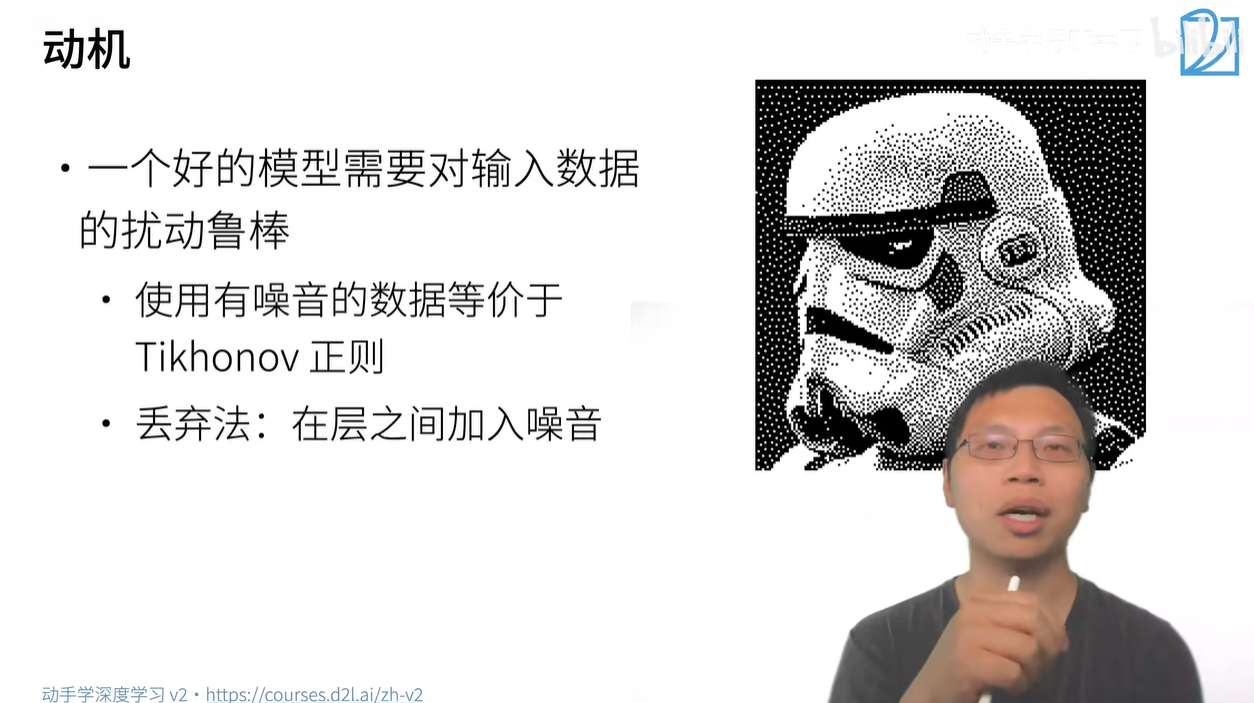 动机
• 一个好的模型需要对输入数据
的扰动鲁棒
• 使用有噪音的数据等价于
Tikhonov 正则
• 丢弃法：在层之间加入噪音
动手学深度学习 v2 • https://courses.d2l.ai/zh-v2